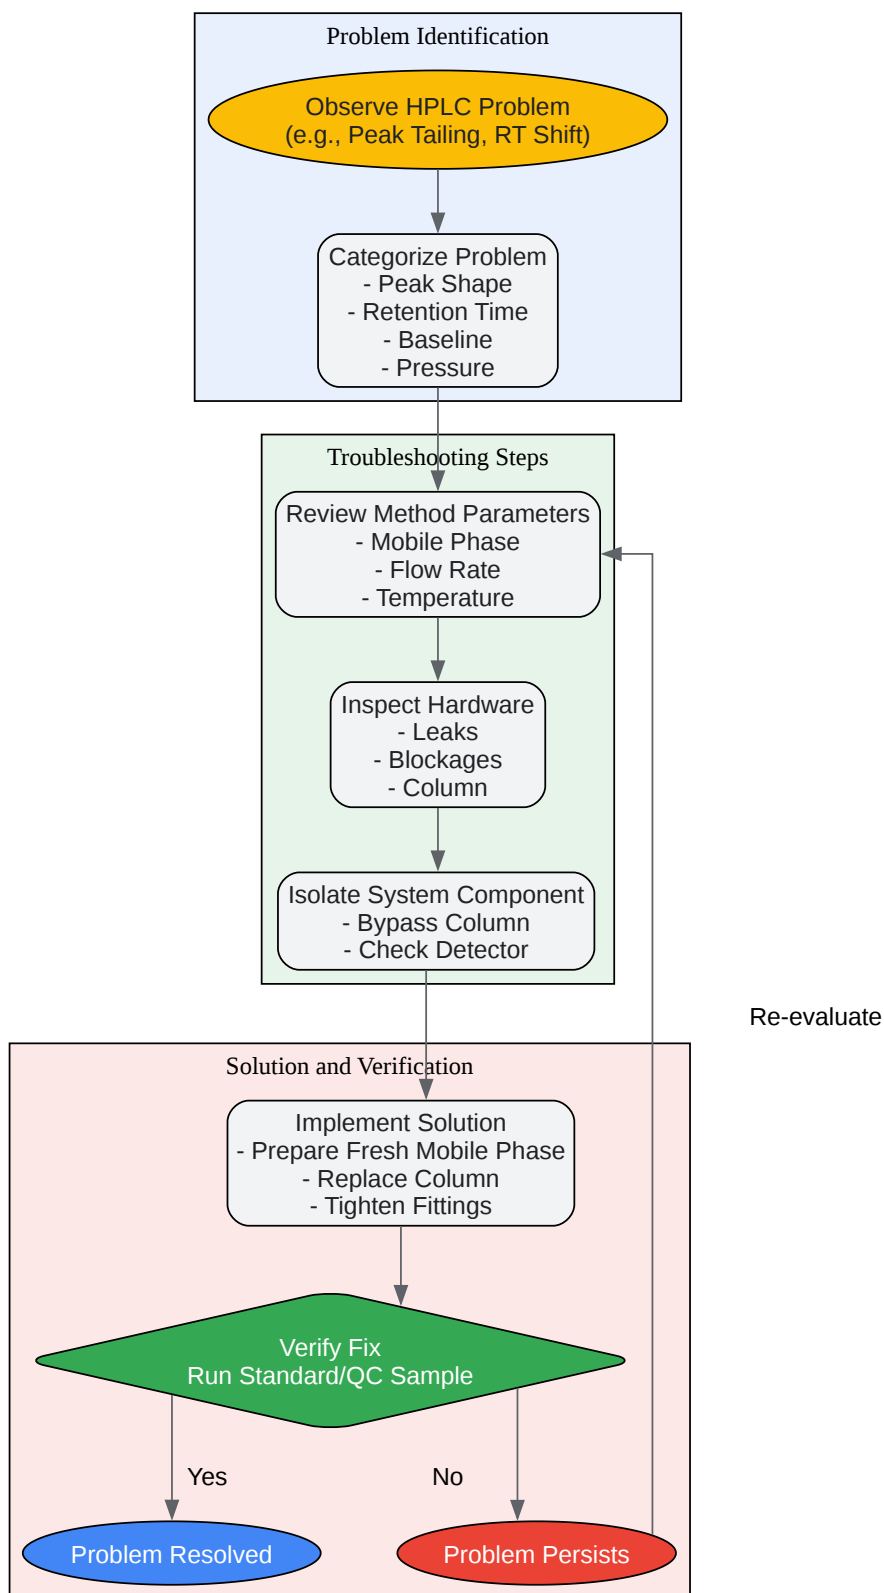 Problem Identification
Observe HPLC Problem
(e.g., Peak Tailing, RT Shift)
Categorize Problem
- Peak Shape
- Retention Time
- Baseline
- Pressure
Troubleshooting Steps
Review Method Parameters
- Mobile Phase
- Flow Rate
- Temperature
Inspect Hardware
- Leaks
- Blockages
- Column
Isolate System Component
- Bypass Column
- Check Detector
Re-evaluate
Solution and Verification
Implement Solution
- Prepare Fresh Mobile Phase
- Replace Column
- Tighten Fittings
Verify Fix
Run Standard/QC Sample
Yes
No
Problem Resolved
Problem Persists